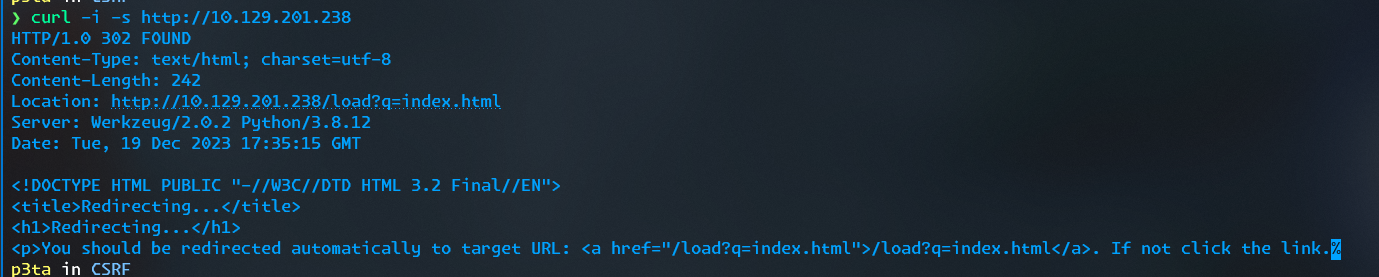 p3ta in CSRF
❯ curl -i -s http://10.129.201.238
HTTP/1.0 302 FOUND
Content-Type: text/html; charset=utf-8
Content-Length: 242
Location: http://10.129.201.238/load?q=index.html
Server: Werkzeug/2.0.2 Python/3.8.12
Date: Tue, 19 Dec 2023 17:35:15 GMT
<!DOCTYPE HTML PUBLIC "-//W3C//DTD HTML 3.2 Final//EN">
<title>Redirecting...</title>
<h1>Redirecting...</h1>
<p>You should be redirected automatically to target URL: <a href="/load?q=index.html">/load?q=index.html</a>. If not click the link.%
p3ta in CSRF